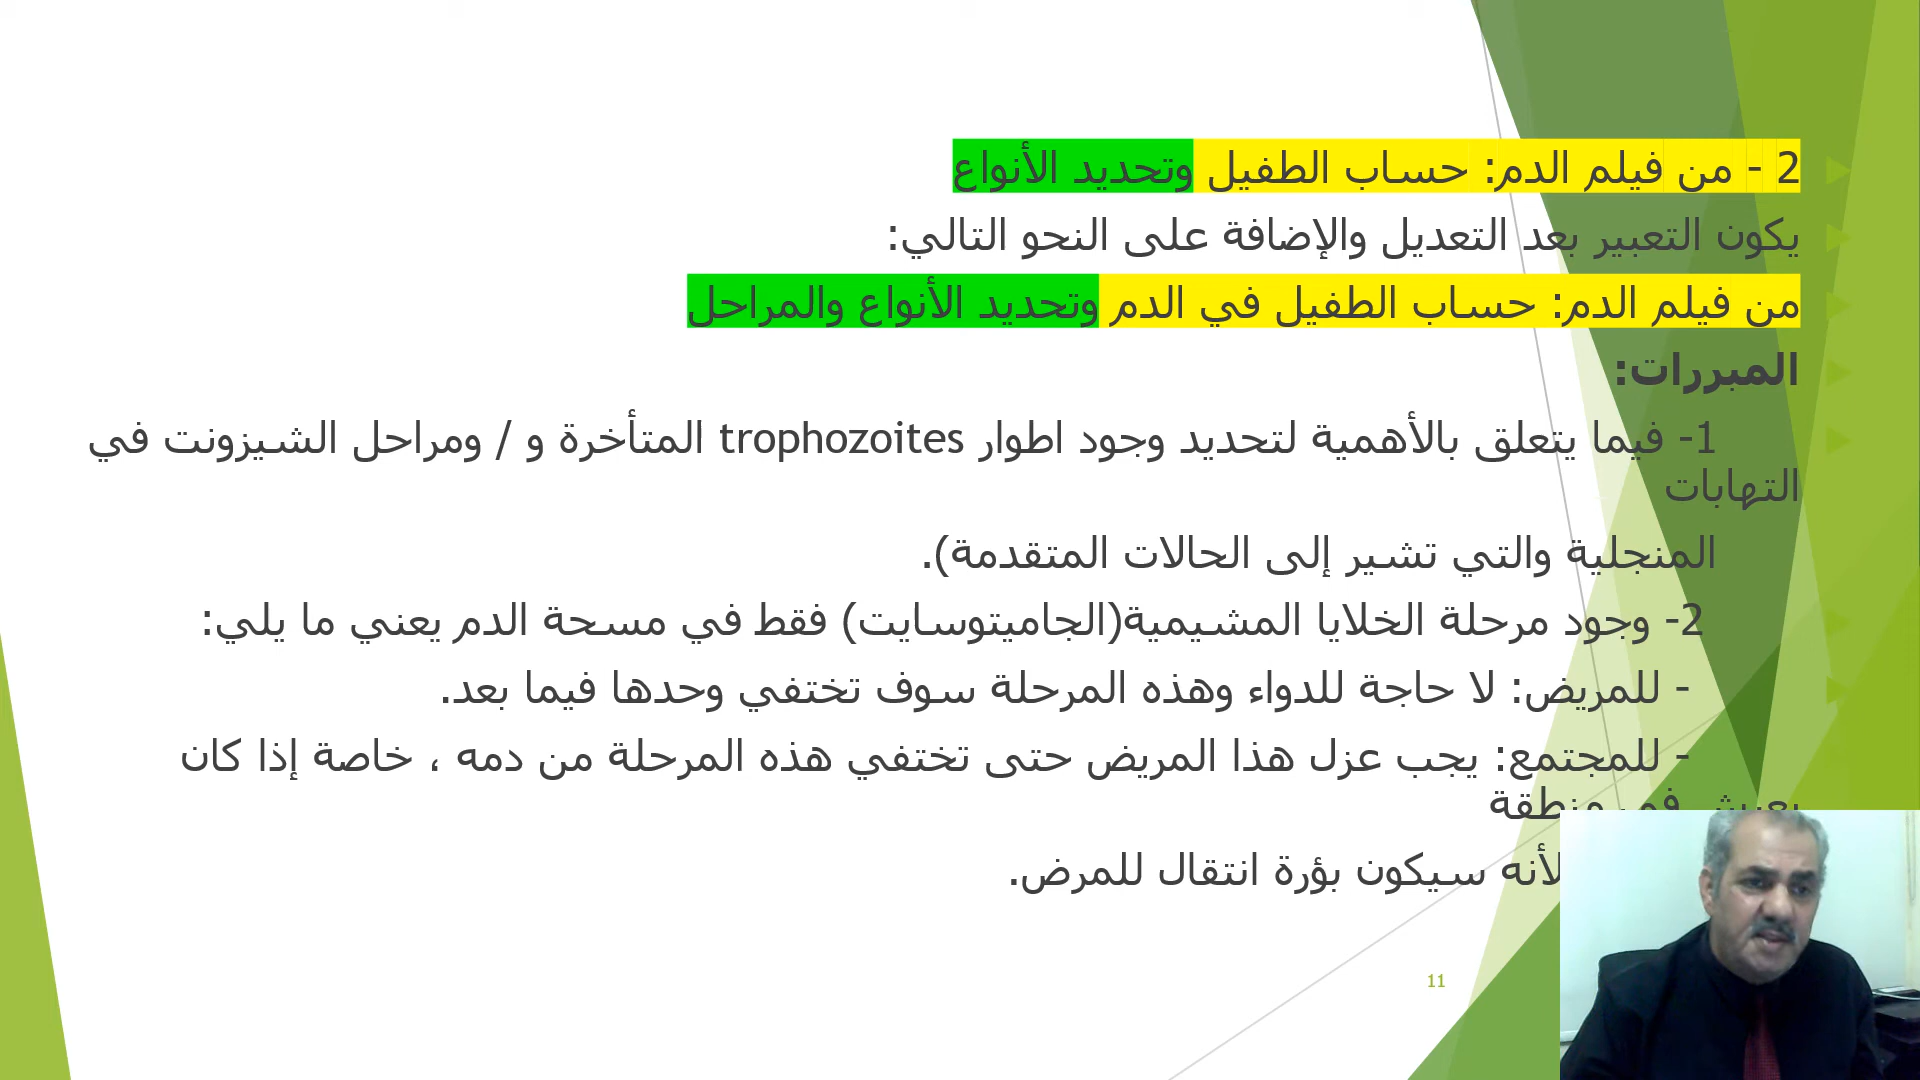 2 - من فيلم الدم: حساب الطفيل وتحديد الأنواع
يكون التعبير بعد التعديل والإضافة على النحو التالي:
من فيلم الدم: حساب الطفيل في الدم وتحديد الأنواع والمراحل
المبررات:
1- فيما يتعلق بالأهمية لتحديد وجود اطوار trophozoites المتأخرة و / ومراحل الشيزونت في
التهابات
المنجلية والتي تشير إلى الحالات المتقدمة).
2- وجود مرحلة الخلايا المشيمية(الجاميتوسايت) فقط في مسحة الدم يعني ما يلي:
- للمريض: لا حاجة للدواء وهذه المرحلة سوف تختفي وحدها فيما بعد.
- للمجتمع: يجب عزل هذا المريض حتى تختفي هذه المرحلة من دمه ، خاصة إذا كان
يعيش في منطقة
لأنه سيكون بؤرة انتقال للمرض.
11